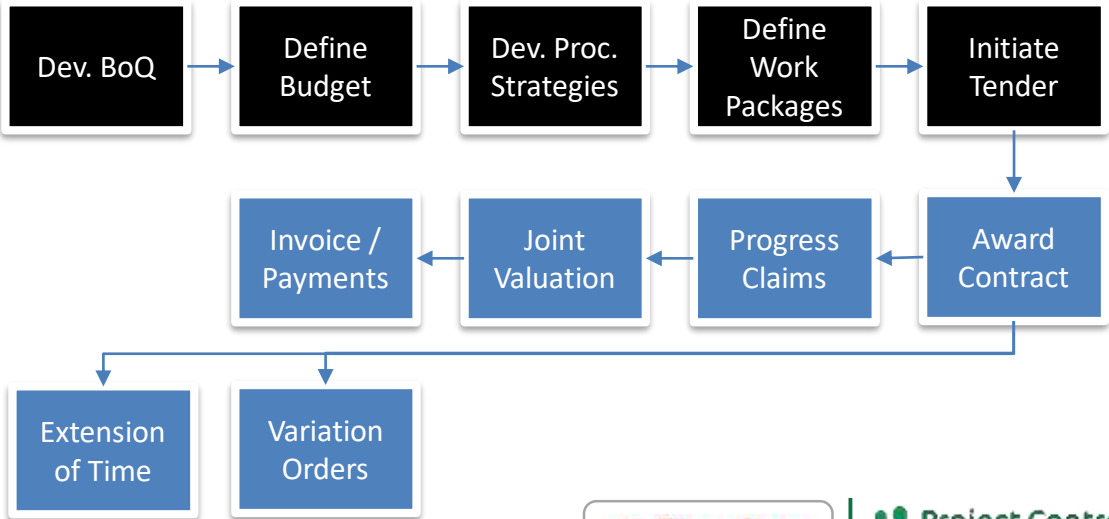 Dev. BoQ
Define
Budget
Dev. Proc.
Strategies
Define
Work
Packages
Initiate
Tender
Invoice /
Payments
Joint
Valuation
Progress
Claims
Award
Contract
Extension
of Time
Variation
Orders
Project